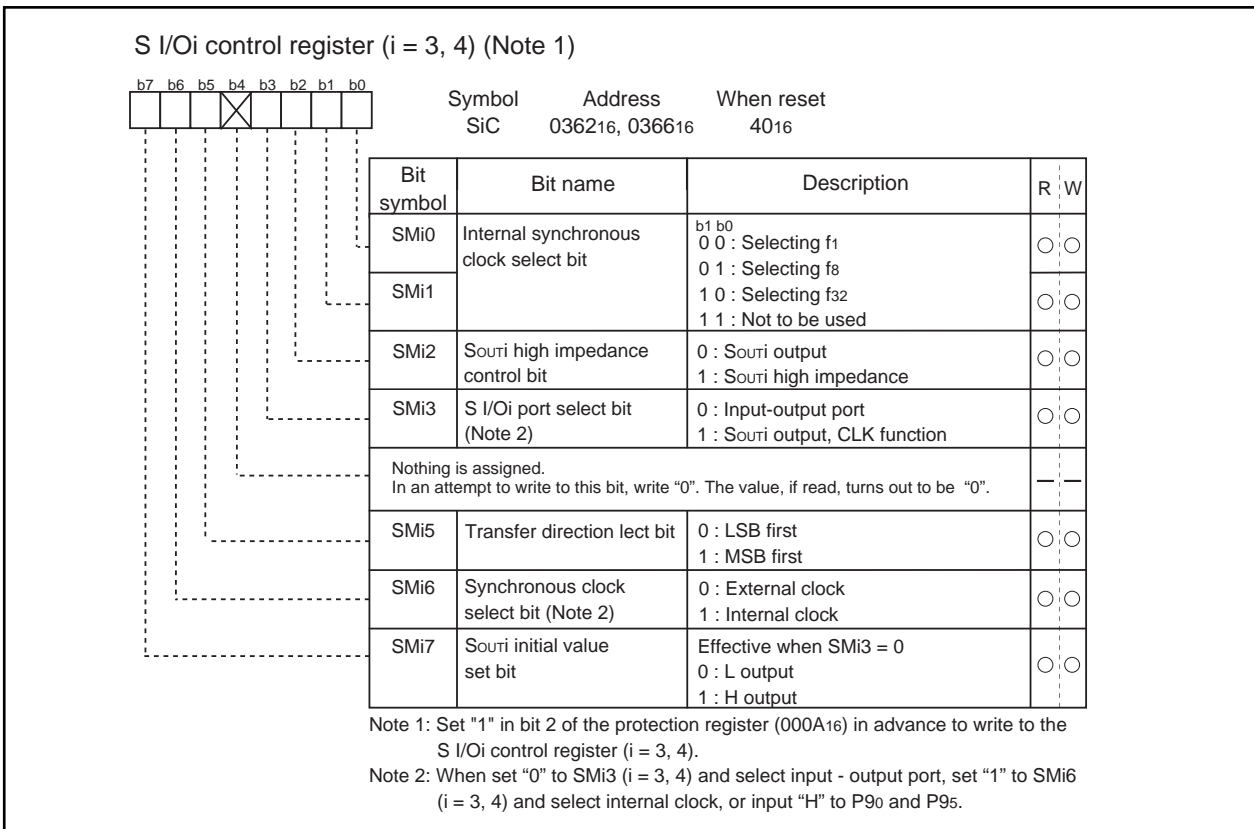 S I/Oi control register (i = 3, 4) (Note 1)
b7 b6 b5 b4 b3 b2 b1 b0
Symbol Address When reset
SiC 036216, 036616 4016
Bit symbol Bit name Description R W
SMi0 Internal synchronous clock select bit
b1 b0
0 0 : Selecting f1
0 1 : Selecting f8
SMi1
1 0 : Selecting f32
1 1 : Not to be used
SMi2 SOUTi high impedance control bit
0 : SOUTi output
1 : SOUTi high impedance
SMi3 S I/Oi port select bit (Note 2)
0 : Input-output port
1 : SOUTi output, CLK function
Nothing is assigned.
In an attempt to write to this bit, write “0”. The value, if read, turns out to be “0”.
SMi5 Transfer direction lect bit
0 : LSB first
1 : MSB first
SMi6 Synchronous clock select bit (Note 2)
0 : External clock
1 : Internal clock
SMi7 SOUTi initial value set bit
Effective when SMi3 = 0
0 : L output
1 : H output
Note 1: Set "1" in bit 2 of the protection register (000A16) in advance to write to the
S I/Oi control register (i = 3, 4).
Note 2: When set “0” to SMi3 (i = 3, 4) and select input - output port, set “1” to SMi6
(i = 3, 4) and select internal clock, or input “H” to P90 and P95.